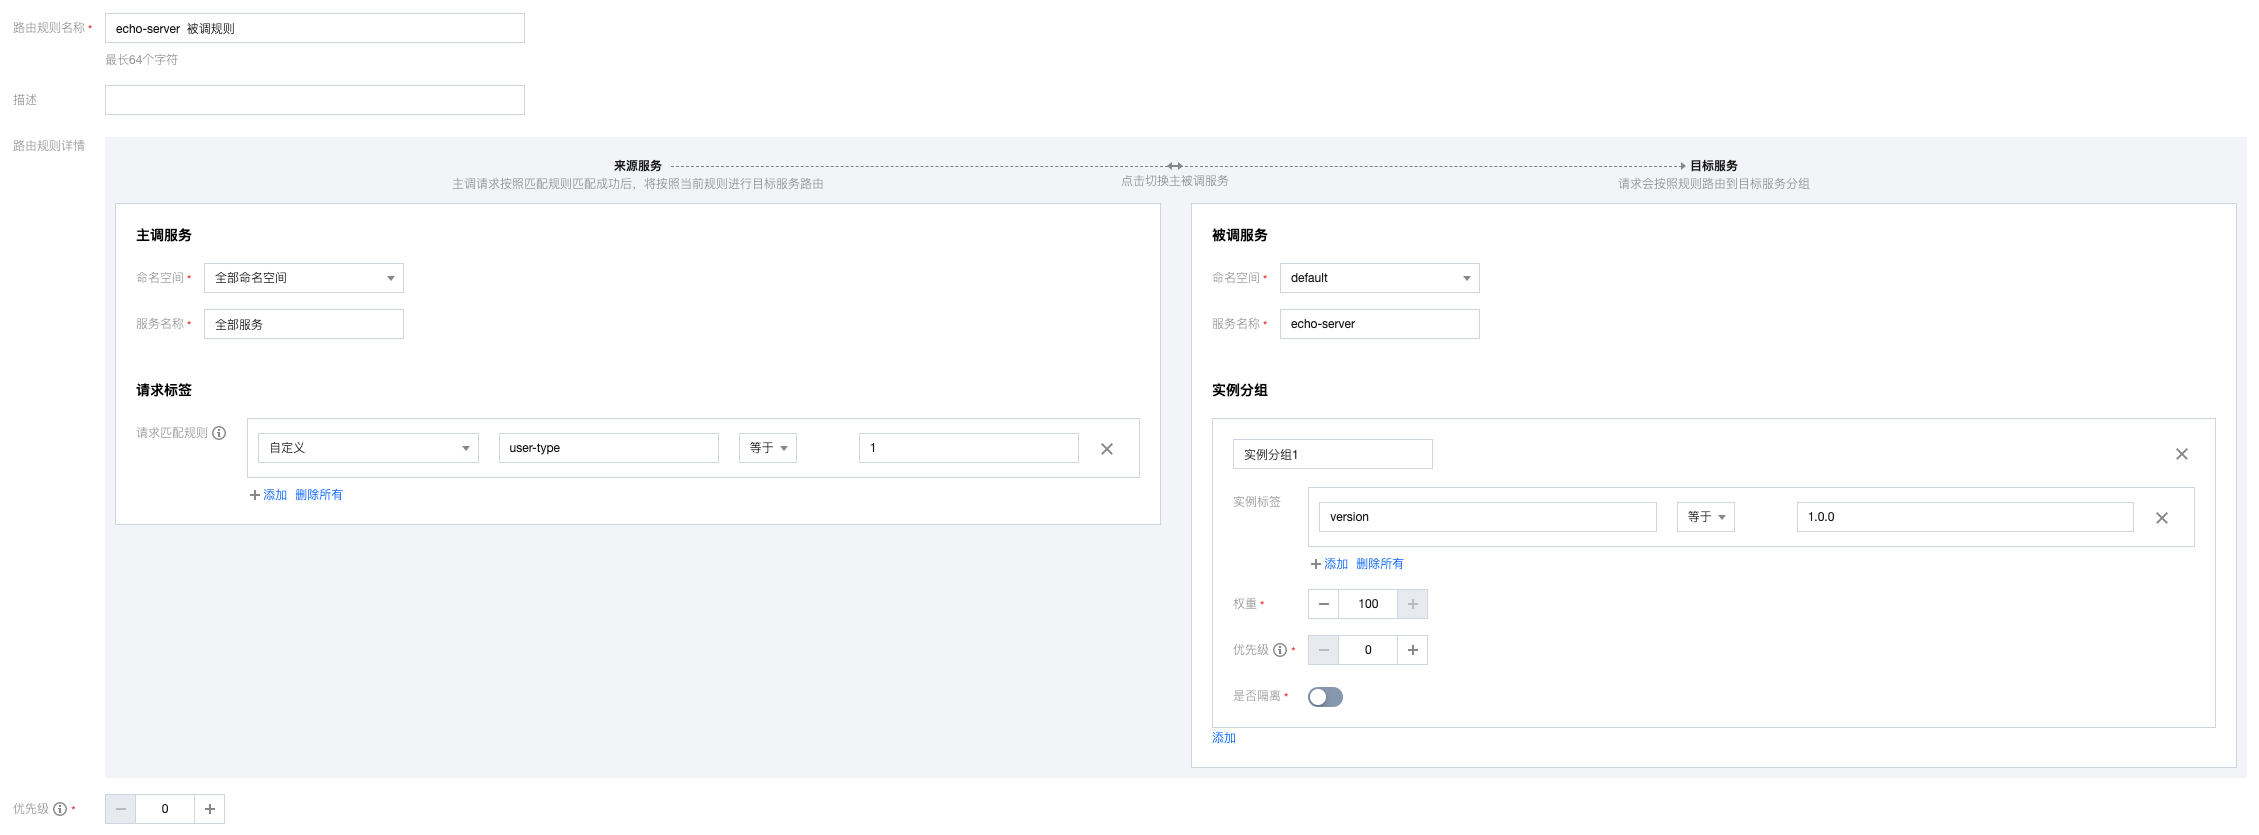 路由规则名称 *
echo-server 被调规则
最长64个字符
描述
路由规则详情
来源服务
主调请求按照匹配规则匹配成功后，将按照当前规则进行目标服务路由
点击切换主被调服务
目标服务
请求会按照规则路由到目标服务分组
主调服务
命名空间 * 全部命名空间
服务名称 * 全部服务
请求标签
请求匹配规则 自定义 user-type 等于 1
添加 删除所有
被调服务
命名空间 * default
服务名称 * echo-server
实例分组
实例分组1
实例标签 version 等于 1.0.0
添加 删除所有
权重 * 100
优先级 * 0
是否隔离 *
添加
优先级 * 0